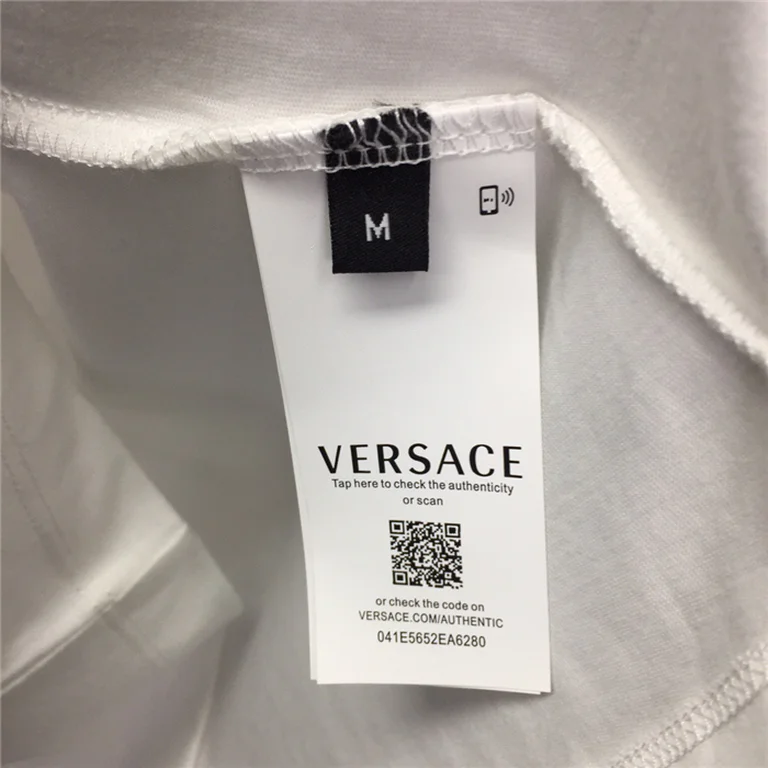 M
VERSACE
Tap here to check the authenticity
or scan
or check the code on
VERSACE.COM/AUTHENTIC
041E5652EA6280